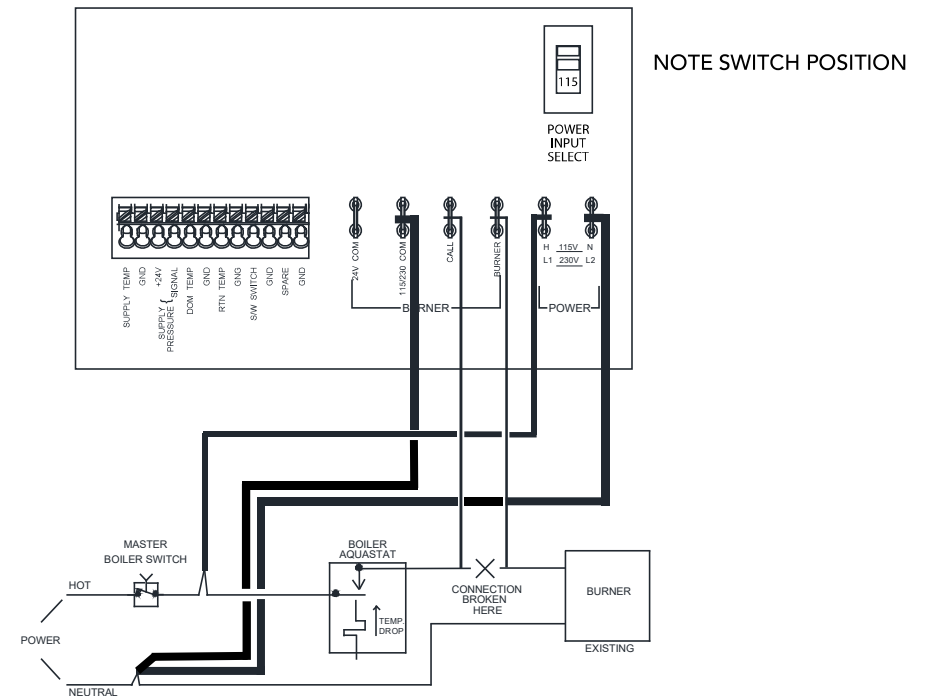 NOTE SWITCH POSITION
115
POWER
INPUT
SELECT
SUPPLY TEMP
GND
+24V
SIGNAL
SUPPLY
PRESSURE
DOM TEMP
GND
RTN TEMP
GNG
S/W SWITCH
GND
SPARE
GND
24V COM
115/230 COM
CALL
BURNER
BURNER
H 115V N
L1 230V L2
POWER
MASTER
BOILER SWITCH
HOT
POWER
NEUTRAL
BOILER
AQUASTAT
TEMP.
DROP
CONNECTION
BROKEN
HERE
BURNER
EXISTING